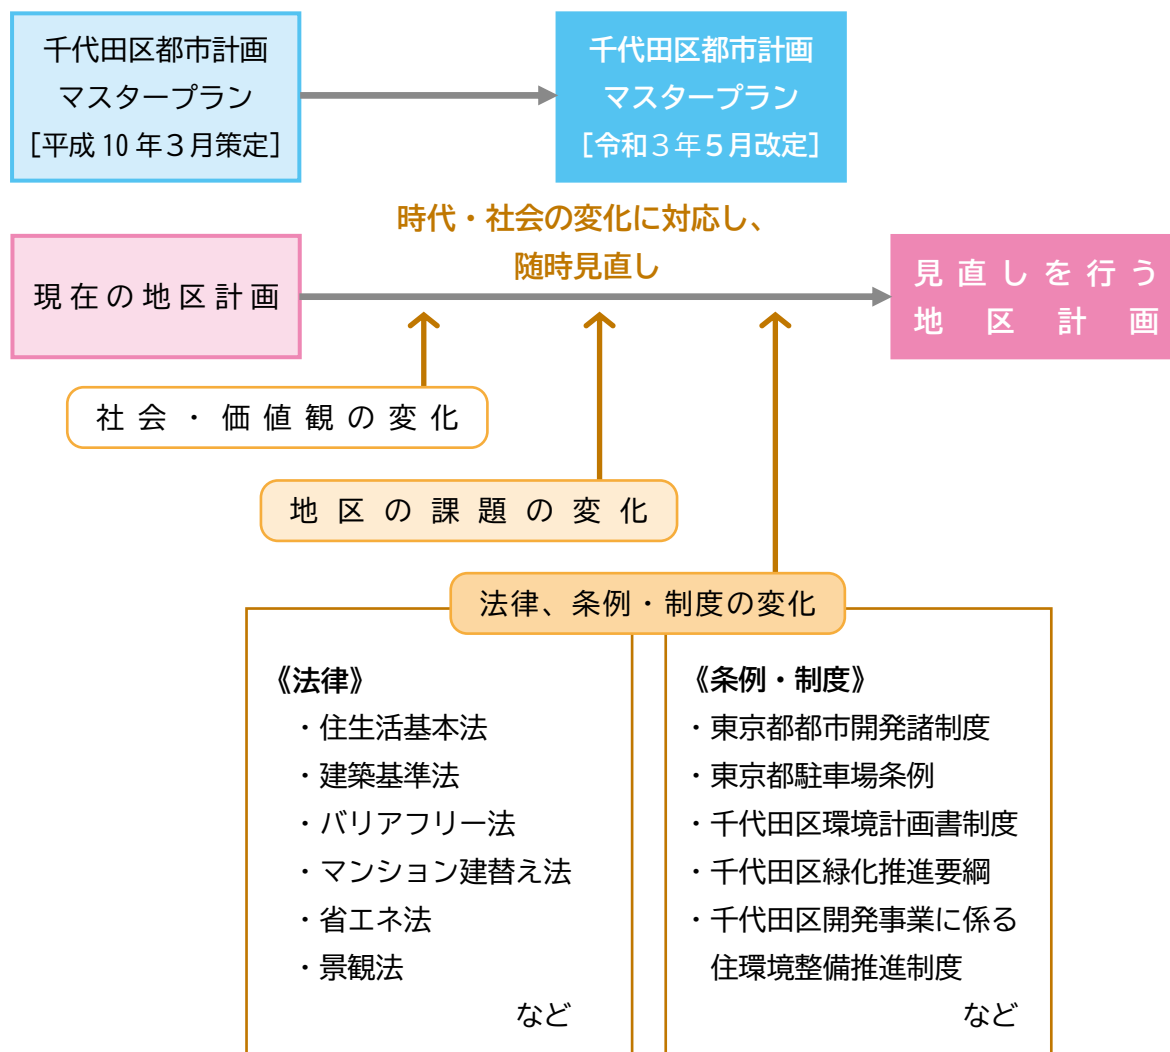 千代田区都市計画
マスタープラン
[平成10年3月策定]
千代田区都市計画
マスタープラン
[令和3年5月改定]
時代・社会の変化に対応し、
随時見直し
現在の地区計画
見直しを行う
地区計画
社会・価値観の変化
地区の課題の変化
法律、条例・制度の変化
《法律》
・住生活基本法
・建築基準法
・バリアフリー法
・マンション建替え法
・省エネ法
・景観法
など
《条例・制度》
・東京都都市開発諸制度
・東京都駐車場条例
・千代田区環境計画書制度
・千代田区緑化推進要綱
・千代田区開発事業に係る
住環境整備推進制度
など